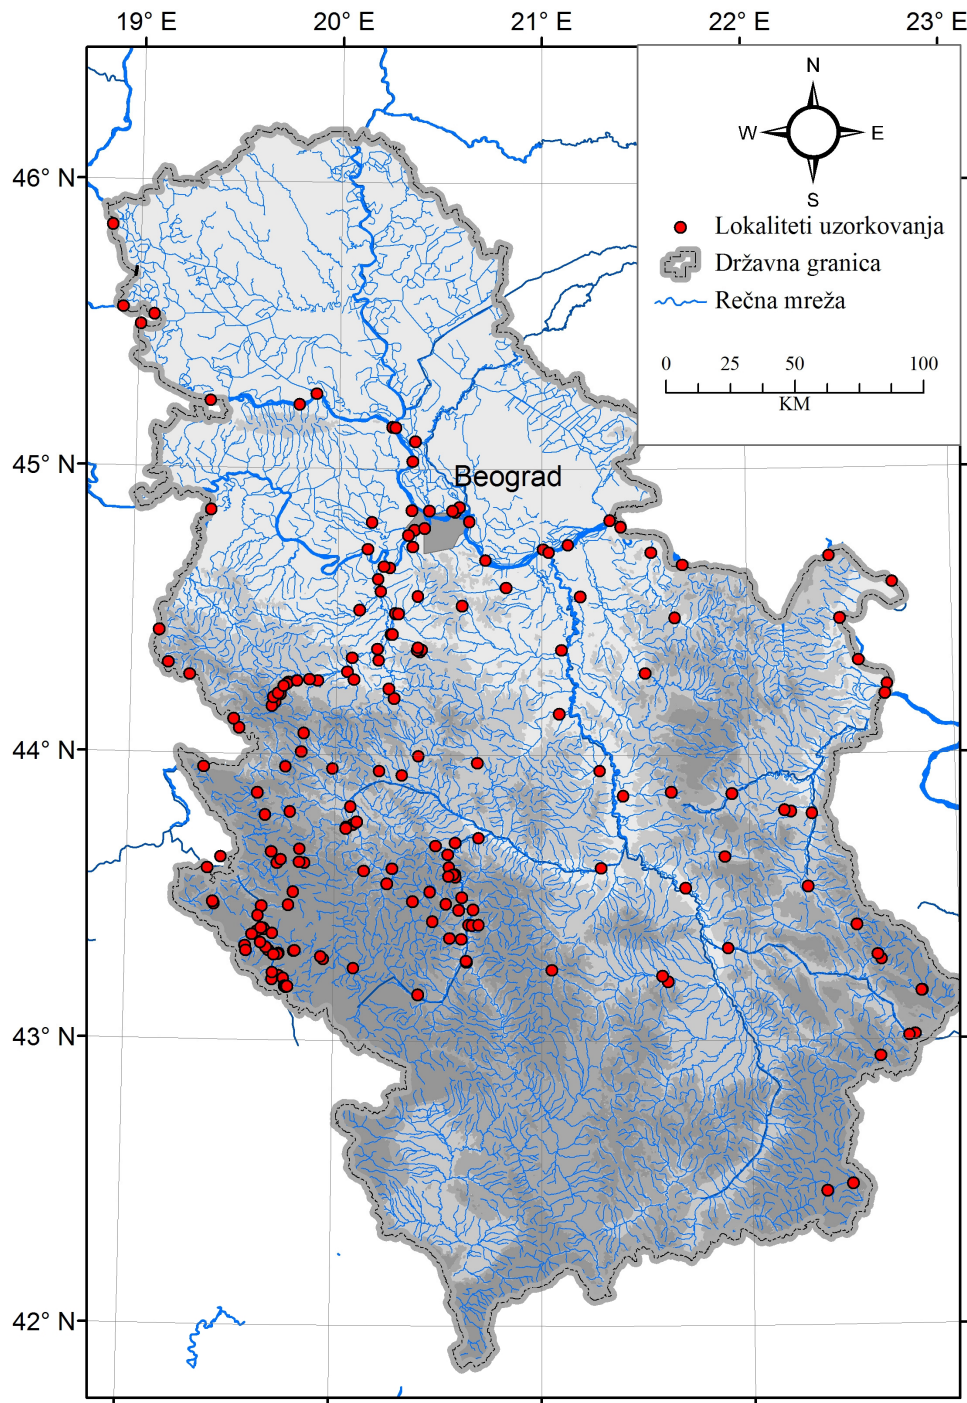 19° E 20° E 21° E 22° E 23° E
N
W E
S
46° N
Lokaliteti uzorkovanja
Državna granica
Rečna mreža
0 25 50 100
KM
45° N
Beograd
44° N
43° N
42° N